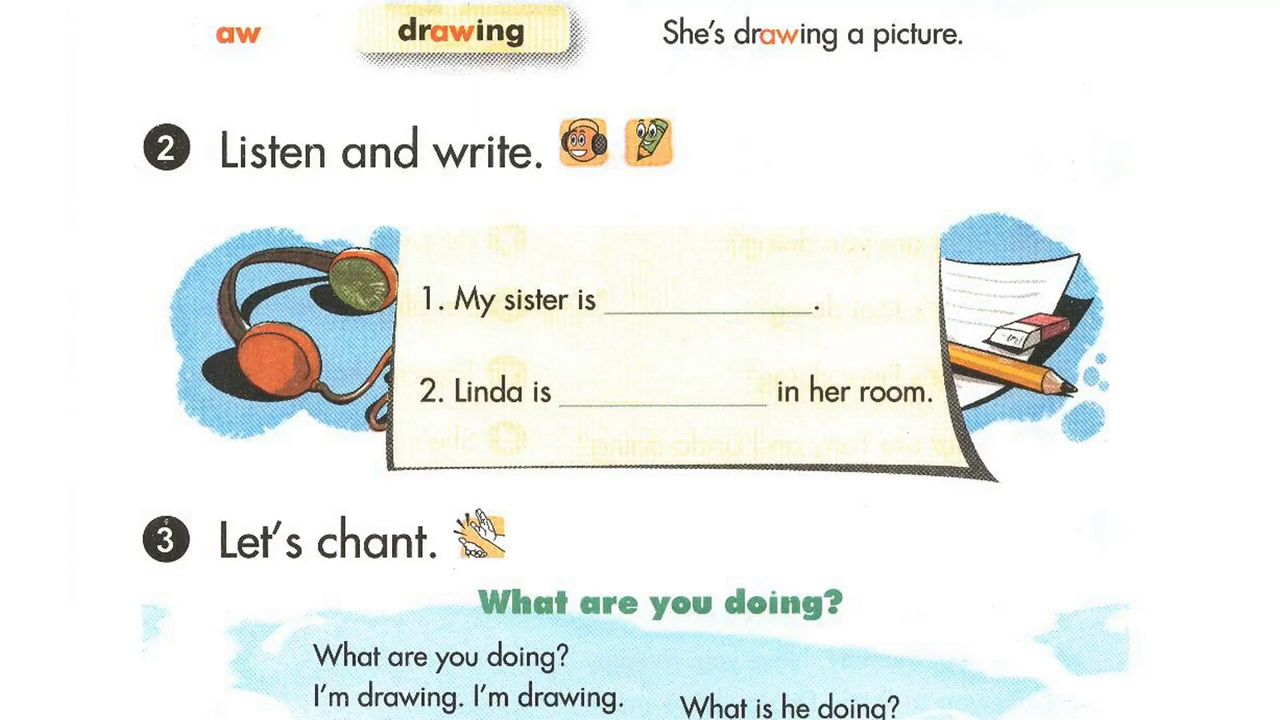 aw drawing She's drawing a picture.
2 Listen and write.
1. My sister is ____________.
2. Linda is ____________ in her room.
3 Let's chant.
What are you doing?
What are you doing?
I'm drawing. I'm drawing.
What is he doing?